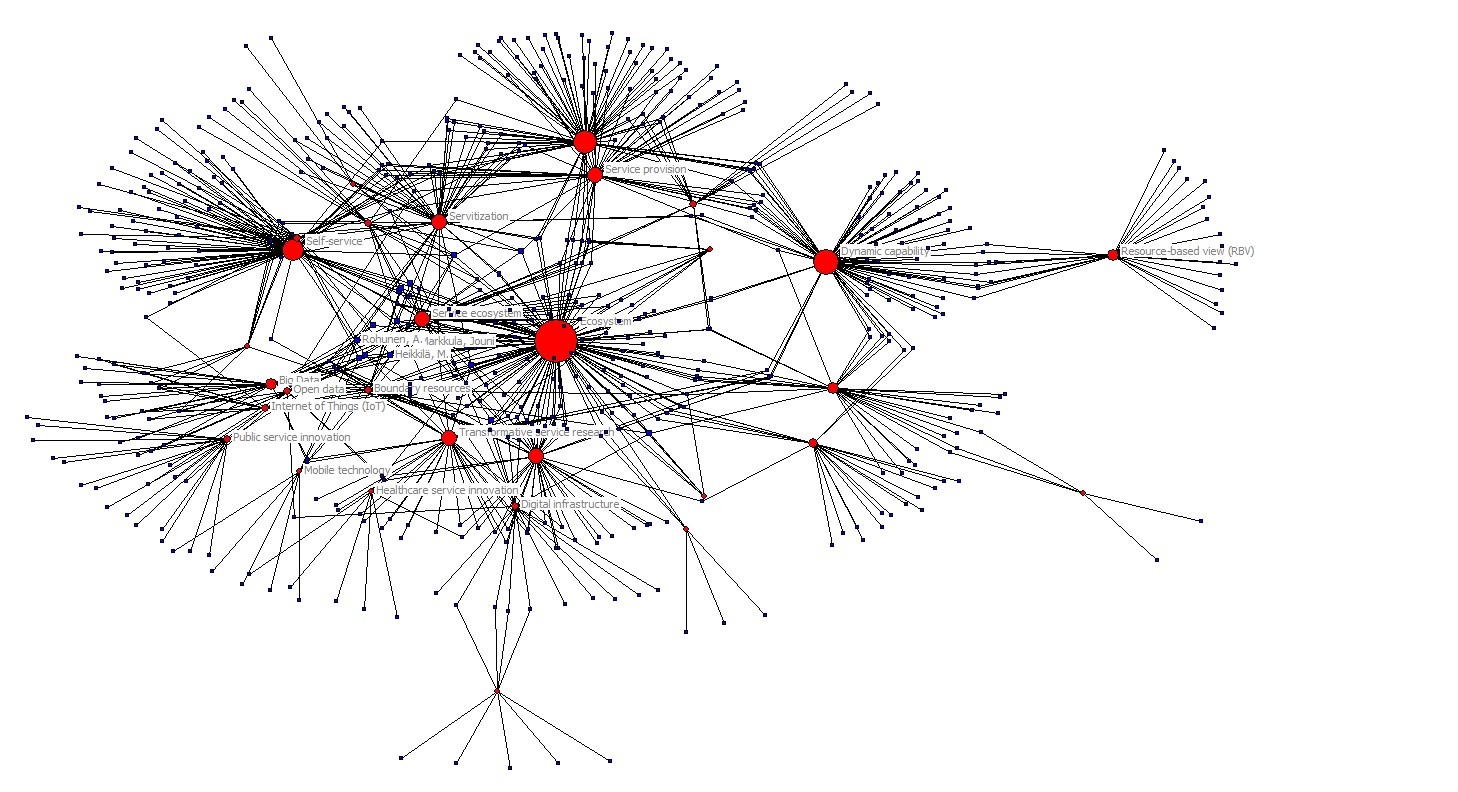 Service provision
Servitization
Self-service
Dynamic capability
Resource-based view (RBV)
Service ecosystem
Ecosystem
Rohunen, A.
Jouni
Heikkilä, M.
Big Data
Open data
Boundary resources
Internet of Things (IoT)
Transformative service research
Public service innovation
Mobile technology
Healthcare service innovation
Digital infrastructure